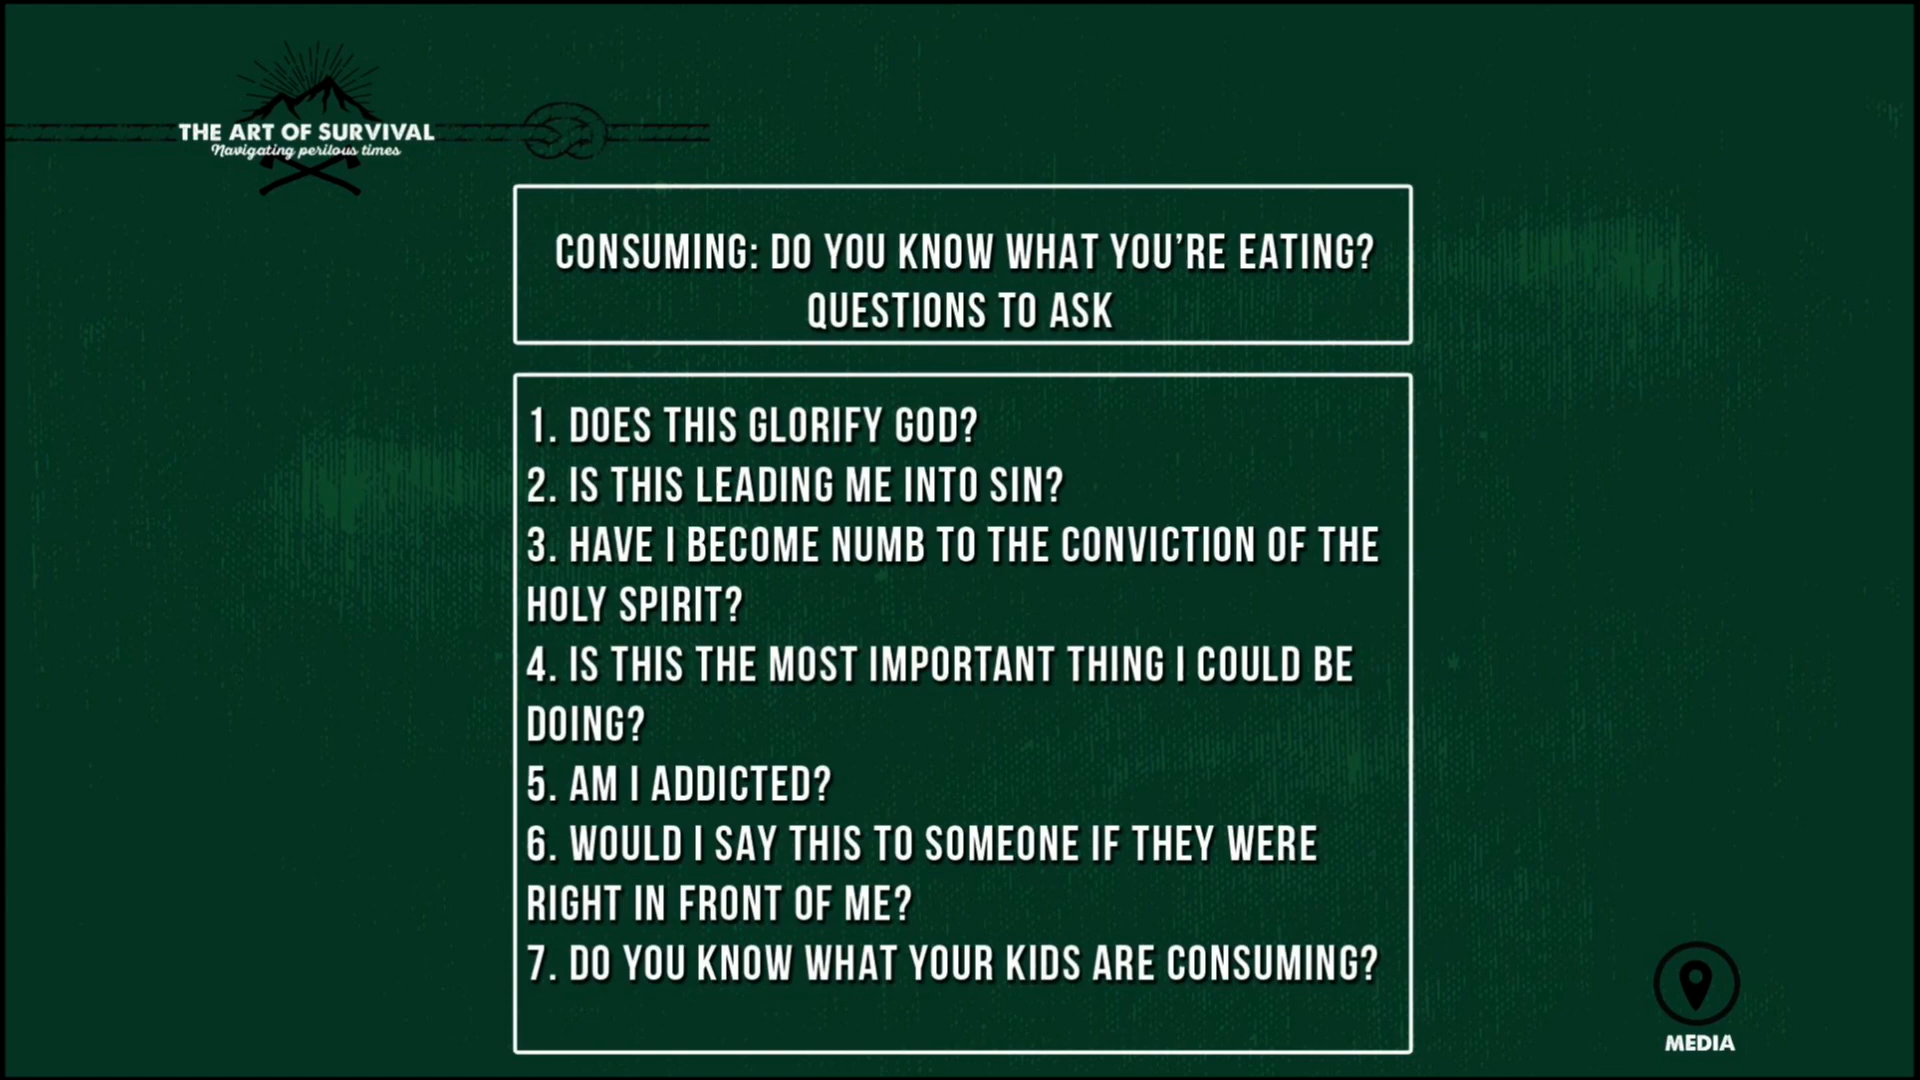 THE ART OF SURVIVAL
Navigating perilous times
CONSUMING: DO YOU KNOW WHAT YOU'RE EATING?
QUESTIONS TO ASK
1. DOES THIS GLORIFY GOD?
2. IS THIS LEADING ME INTO SIN?
3. HAVE I BECOME NUMB TO THE CONVICTION OF THE
HOLY SPIRIT?
4. IS THIS THE MOST IMPORTANT THING I COULD BE
DOING?
5. AM I ADDICTED?
6. WOULD I SAY THIS TO SOMEONE IF THEY WERE
RIGHT IN FRONT OF ME?
7. DO YOU KNOW WHAT YOUR KIDS ARE CONSUMING?
MEDIA